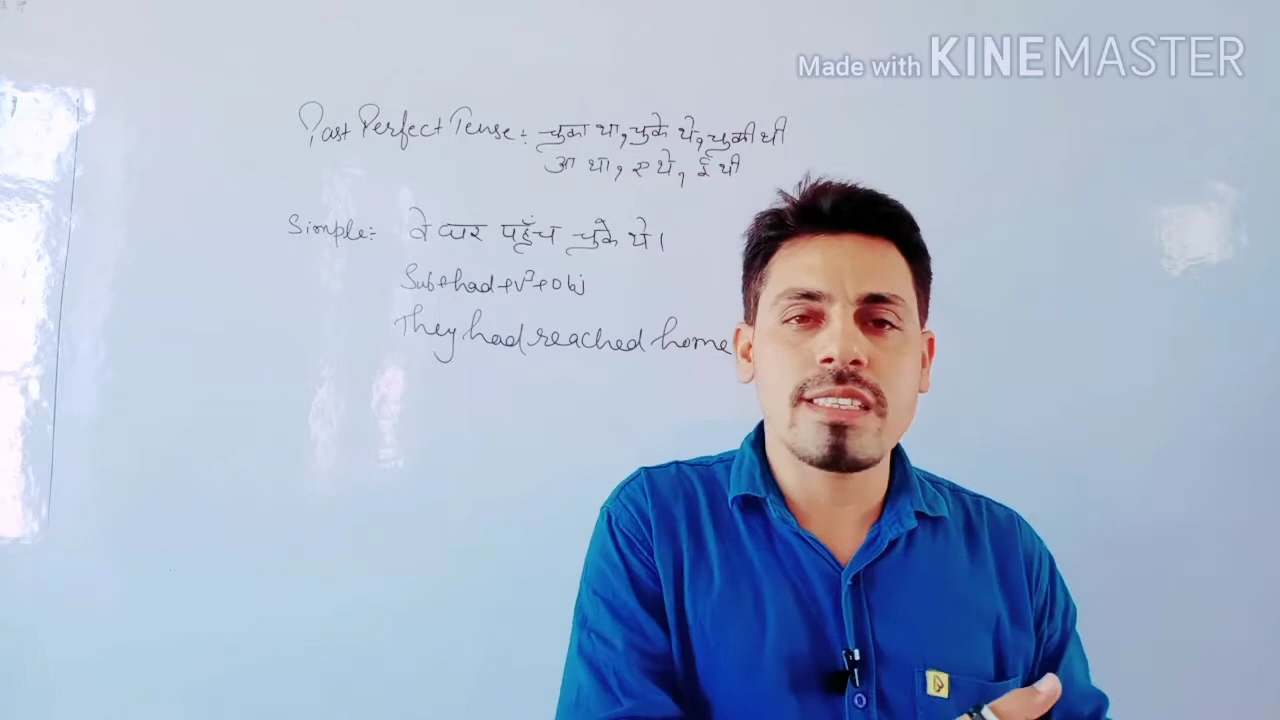 Made with KINEMASTER
Past Perfect Tense:- चुका था, चुके थे, चुकी थी
आ था, ए थे, ई थी
Simple:- वे घर पहुँच चुके थे।
Sub+had+V³+Obj
They had reached home